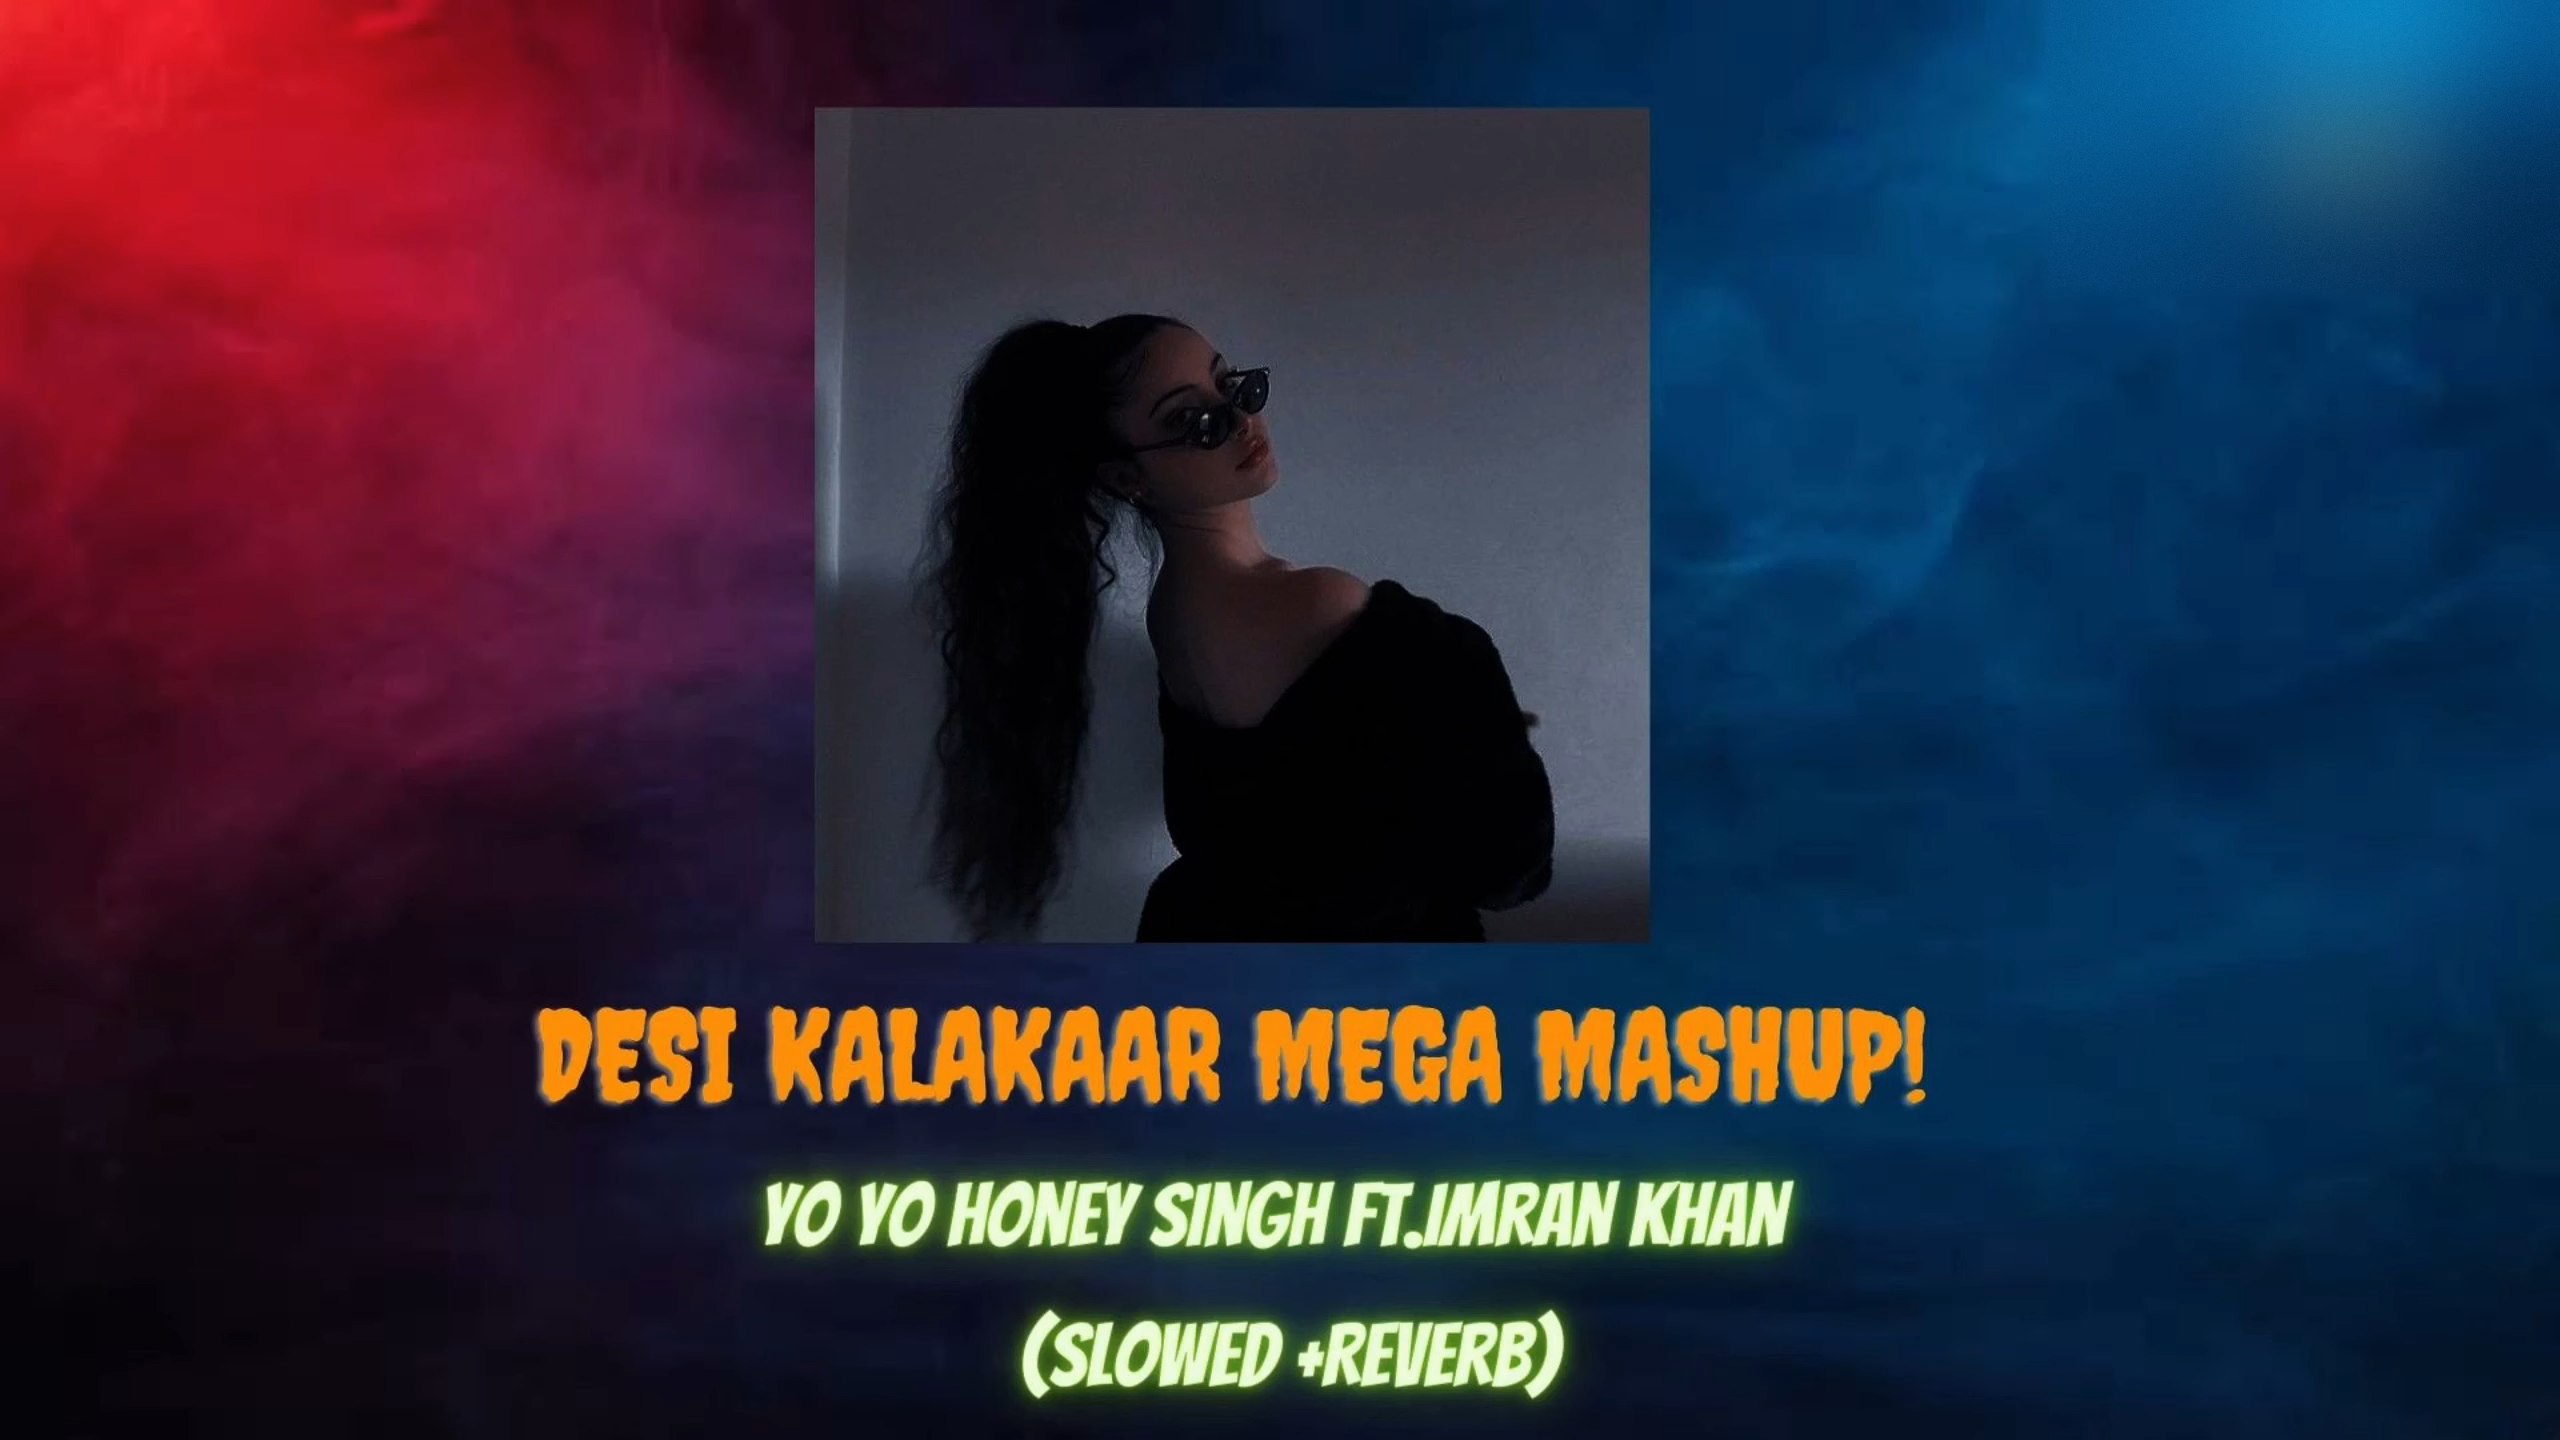 DESI KALAKAAR MEGA MASHUP!
YO YO HONEY SINGH FT.IMRAN KHAN
(SLOWED +REVERB)